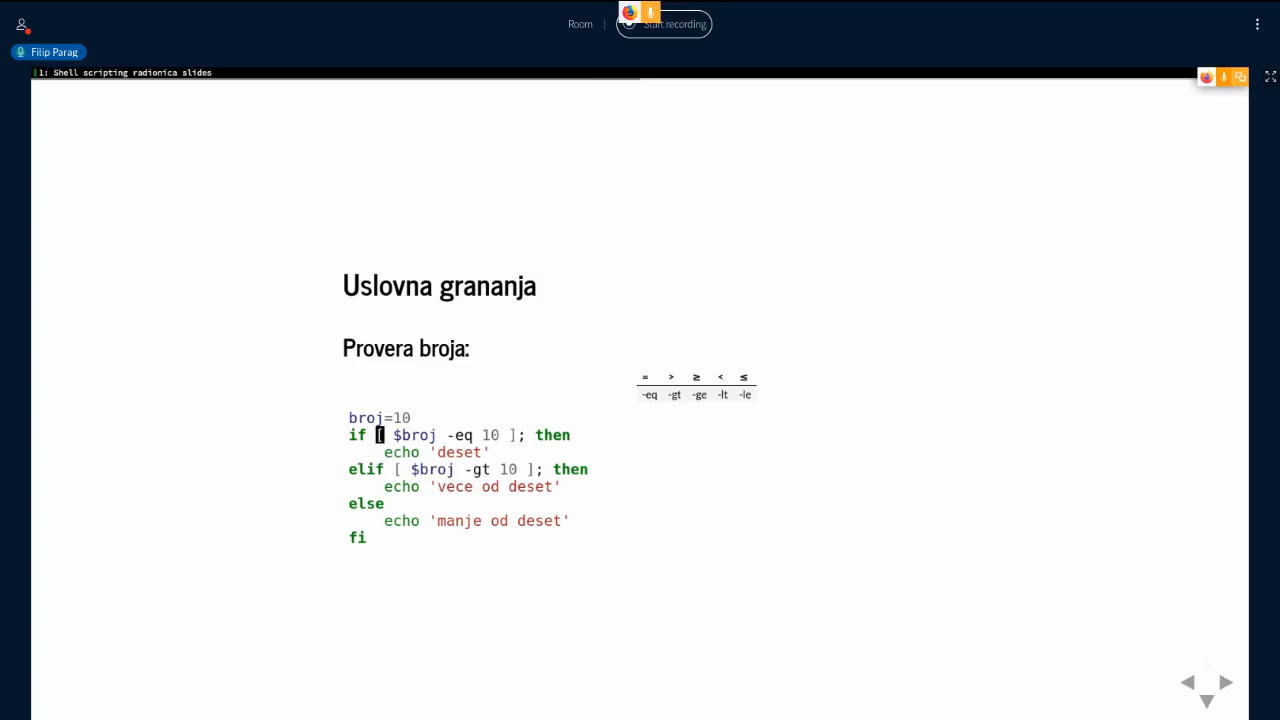 Room
Start recording
Filip Parag
1: Shell scripting radionica slides
Uslovna grananja
Provera broja:
= > ≥ < ≤
-eq -gt -ge -lt -le
broj=10
if [ $broj -eq 10 ]; then
    echo 'deset'
elif [ $broj -gt 10 ]; then
    echo 'vece od deset'
else
    echo 'manje od deset'
fi